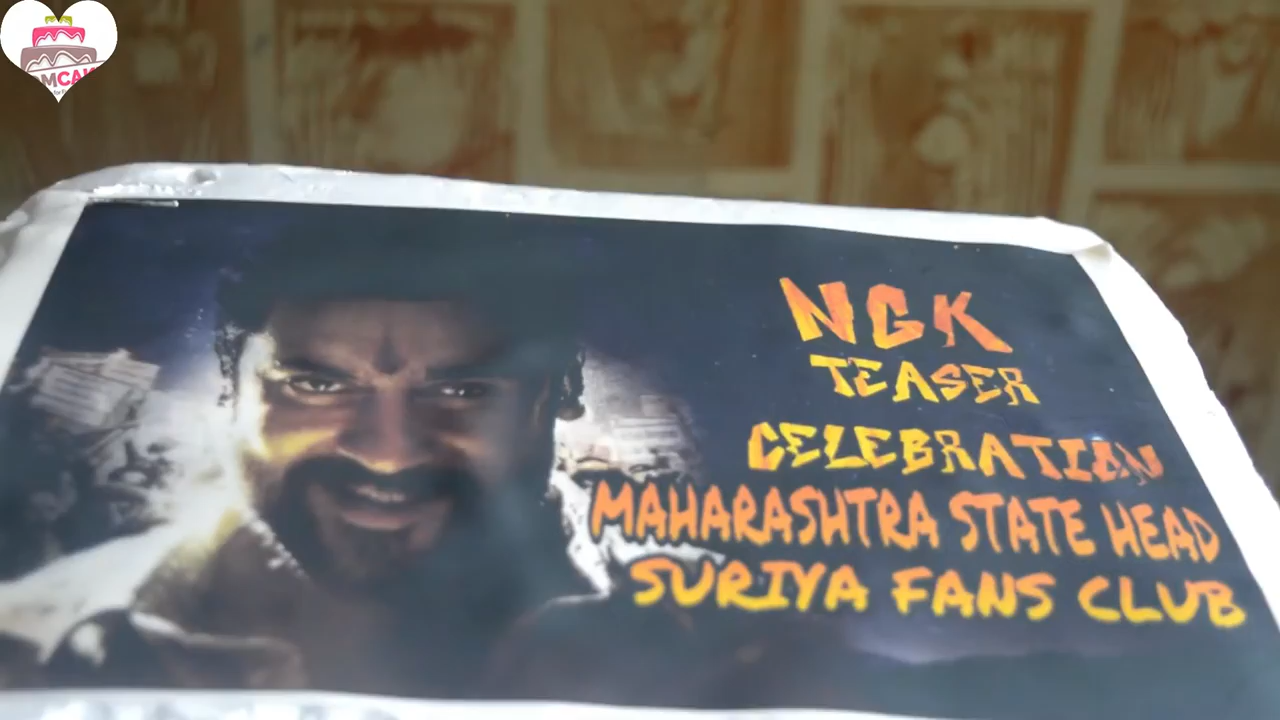 NGK
TEASER
CELEBRATION
MAHARASHTRA STATE HEAD
SURIYA FANS CLUB